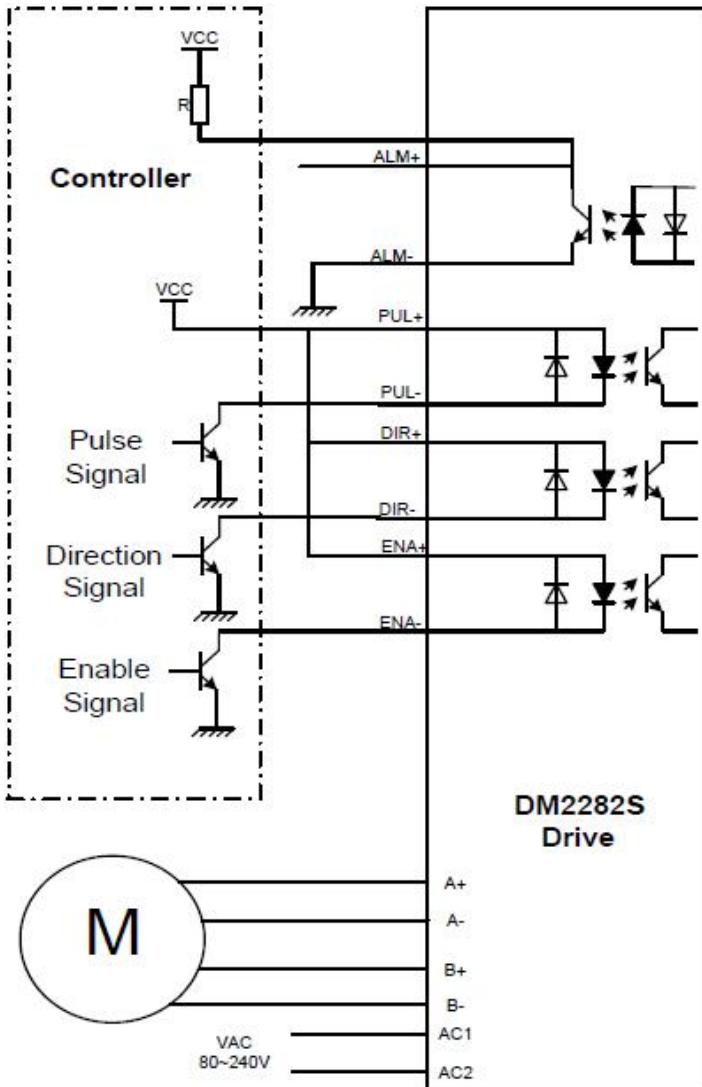 VCC
R
ALM+
Controller
ALM-
VCC
PUL+
PUL-
Pulse
Signal
DIR+
DIR-
Direction
Signal
ENA+
ENA-
Enable
Signal
DM2282S
Drive
M
A+
A-
B+
B-
VAC
80~240V
AC1
AC2